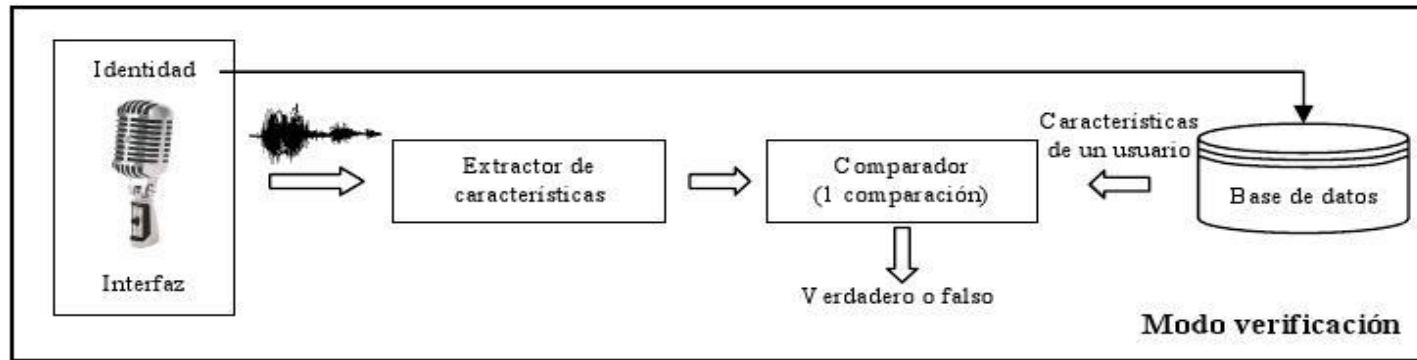 Identidad
Interfaz
Extractor de
características
Comparador
(1 comparación)
Verdadero o falso
Características
de un usuario
Base de datos
Modo verificación